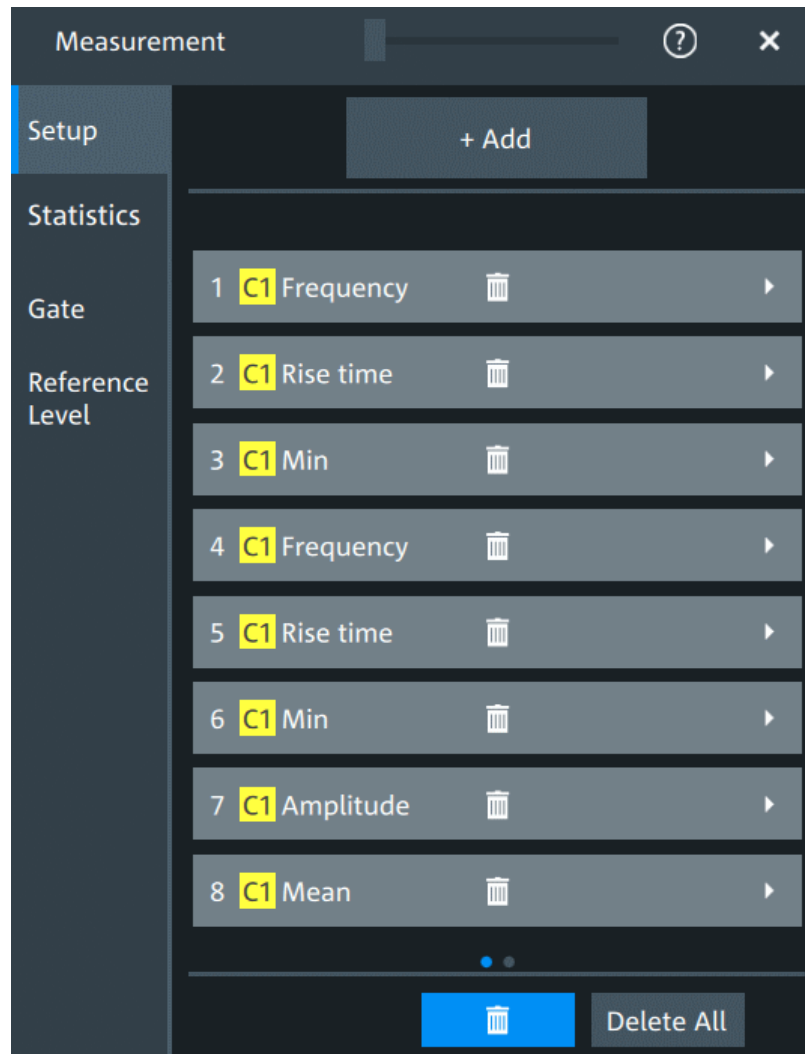 Measurement ?
Setup
+ Add
Statistics
Gate
Reference
Level
1 C1 Frequency
2 C1 Rise time
3 C1 Min
4 C1 Frequency
5 C1 Rise time
6 C1 Min
7 C1 Amplitude
8 C1 Mean
Delete All